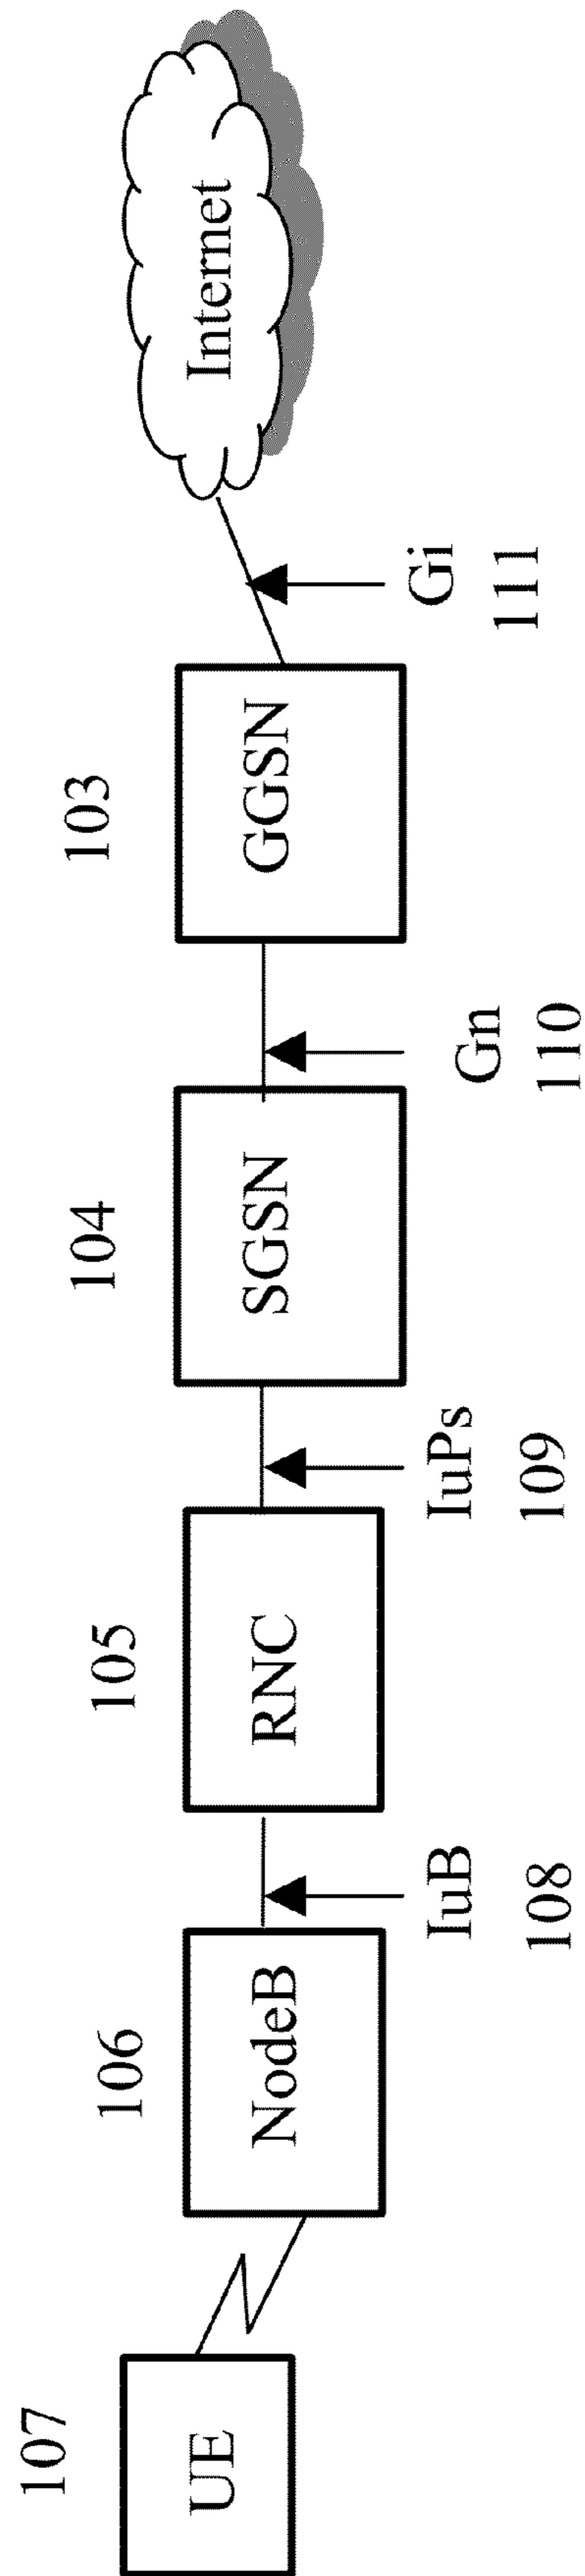 107
UE
106
NodeB
IuB
108
105
RNC
IuPs
109
104
SGSN
Gn
110
103
GGSN
Gi
111
Internet